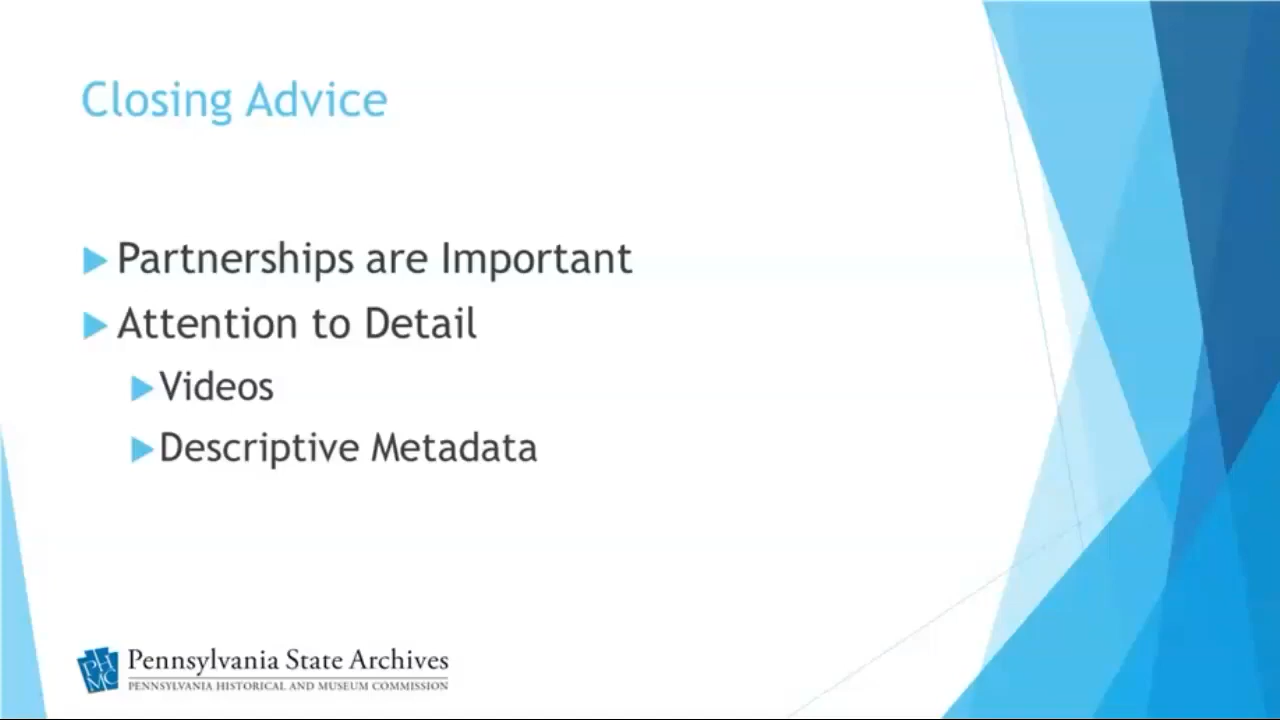 Closing Advice
Partnerships are Important
Attention to Detail
Videos
Descriptive Metadata
PHMC
Pennsylvania State Archives
PENNSYLVANIA HISTORICAL AND MUSEUM COMMISSION